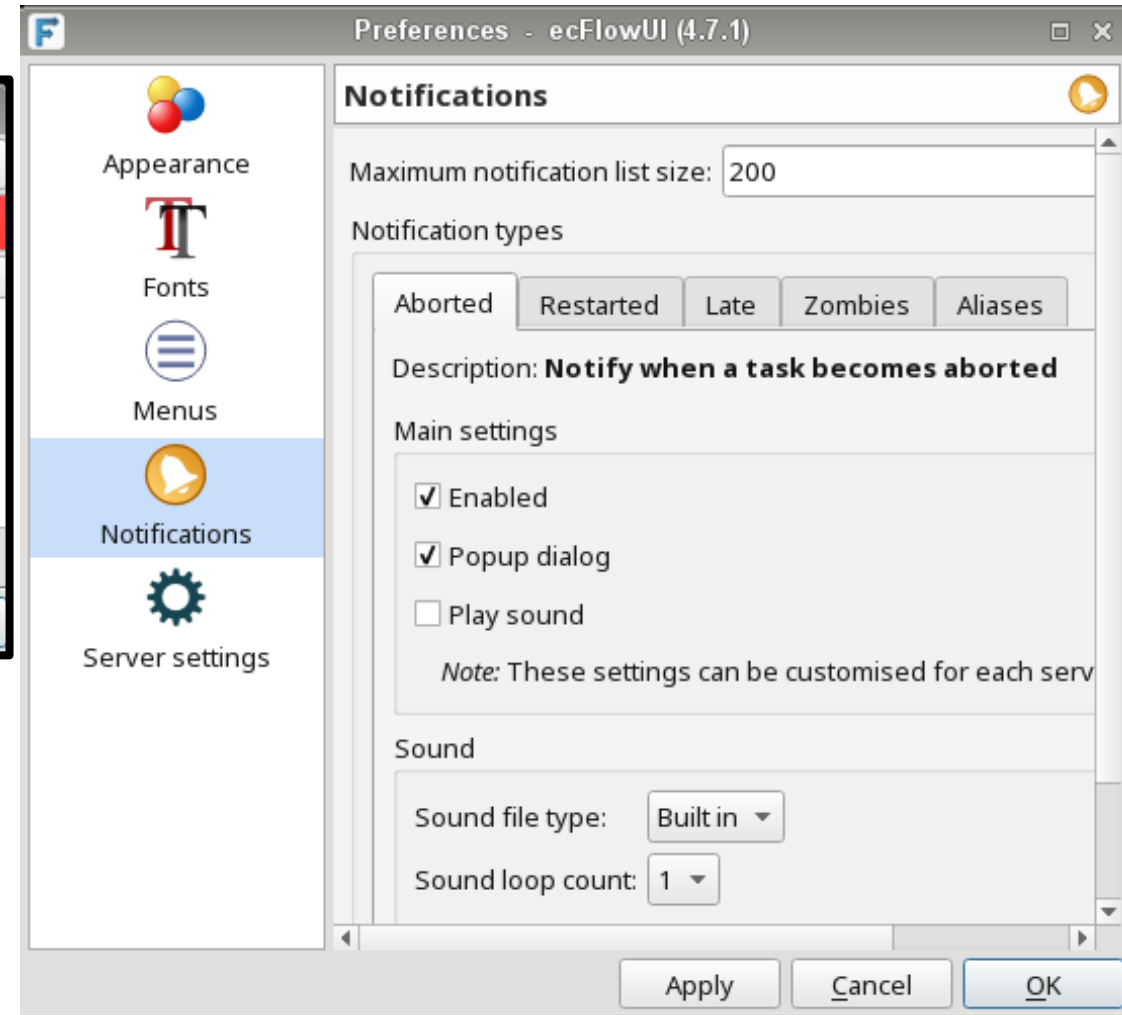 Preferences - ecFlowUI (4.7.1)
Appearance
Fonts
Menus
Notifications
Server settings
Notifications
Maximum notification list size: 200
Notification types
Aborted Restarted Late Zombies Aliases
Description: Notify when a task becomes aborted
Main settings
Enabled
Popup dialog
Play sound
Note: These settings can be customised for each serv
Sound
Sound file type: Built in
Sound loop count: 1
Apply Cancel OK